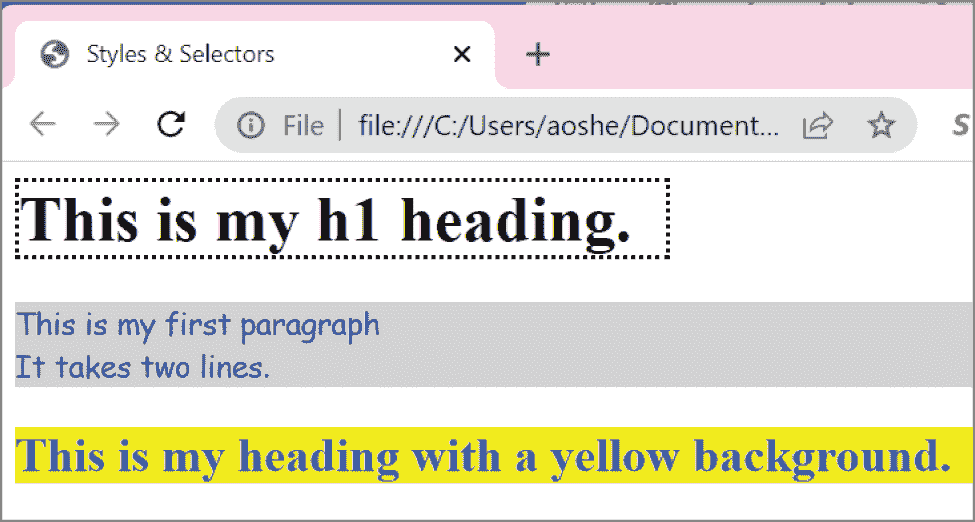 Styles & Selectors
File | file:///C:/Users/aoshe/Document...
This is my h1 heading.
This is my first paragraph
It takes two lines.
This is my heading with a yellow background.